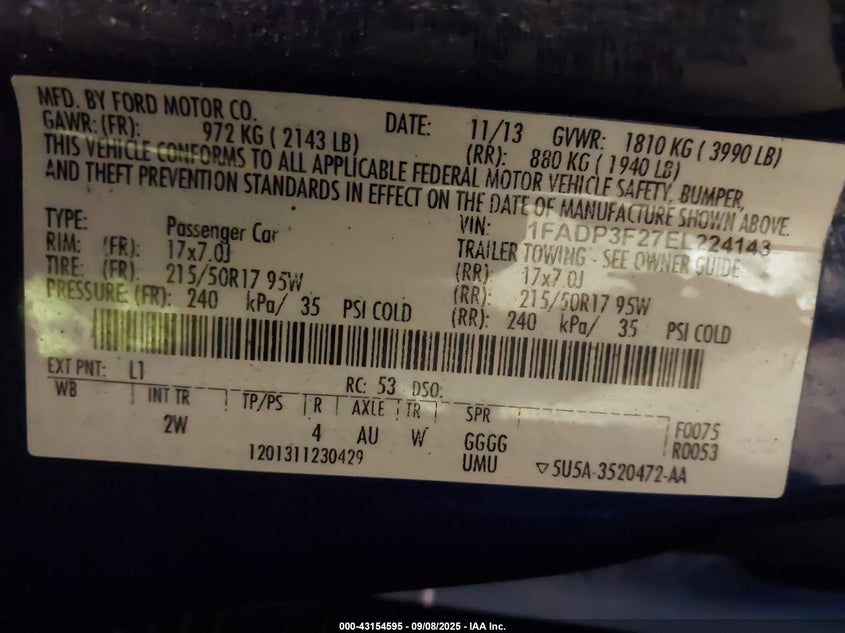 MFD. BY FORD MOTOR CO. DATE: 11/13 GVWR: 1810 KG ( 3990 LB)
GAWR: (FR): 972 KG ( 2143 LB) (RR): 880 KG ( 1940 LB)
THIS VEHICLE CONFORMS TO ALL APPLICABLE FEDERAL MOTOR VEHICLE SAFETY, BUMPER,
AND THEFT PREVENTION STANDARDS IN EFFECT ON THE DATE OF MANUFACTURE SHOWN ABOVE.
VIN: 1FADP3F27EL224143
TYPE: Passenger Car TRAILER TOWING - SEE OWNER GUIDE
RIM: (FR): 17x7.0J (RR): 17x7.0J
TIRE: (FR): 215/50R17 95W (RR): 215/50R17 95W
PRESSURE: (FR): 240 kPa/ 35 PSI COLD (RR): 240 kPa/ 35 PSI COLD
EXT PNT: L1 RC: 53 DSO:
WB INT TR TP/PS R AXLE TR SPR F0075
2W 4 AU W GGGG R0053
1201311230429 UMU ▽5U5A-3520472-AA
000-43154595 - 09/08/2025 - IAA Inc.